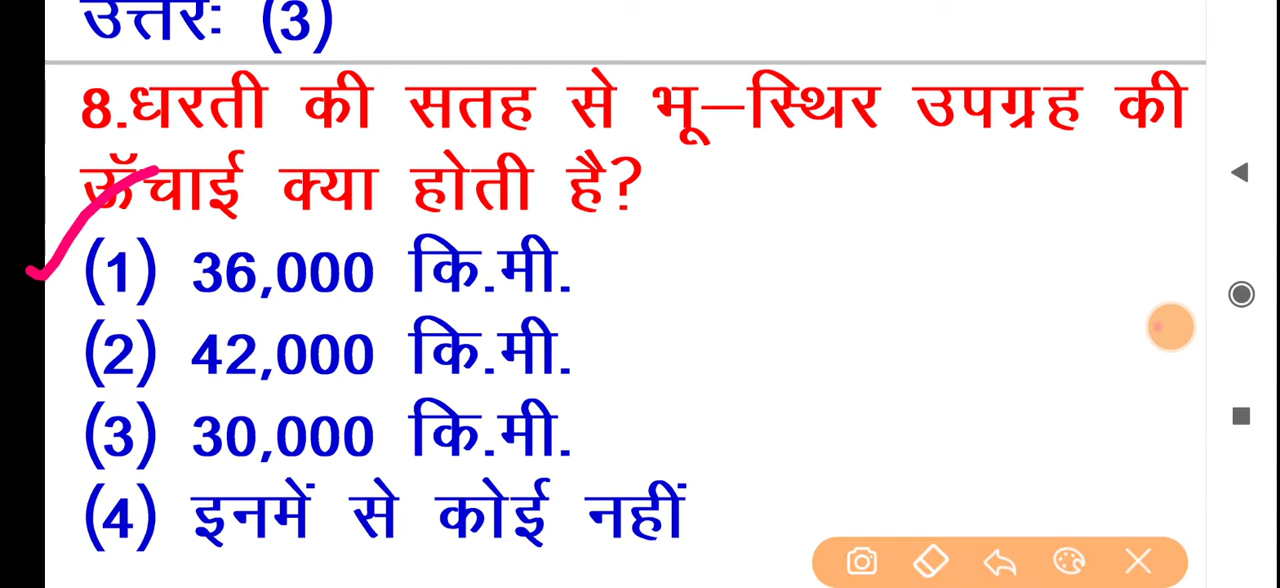 उत्तरः (3)
8.धरती की सतह से भू–स्थिर उपग्रह की
ऊँचाई क्या होती है?
(1) 36,000 कि.मी.
(2) 42,000 कि.मी.
(3) 30,000 कि.मी.
(4) इनमें से कोई नहीं